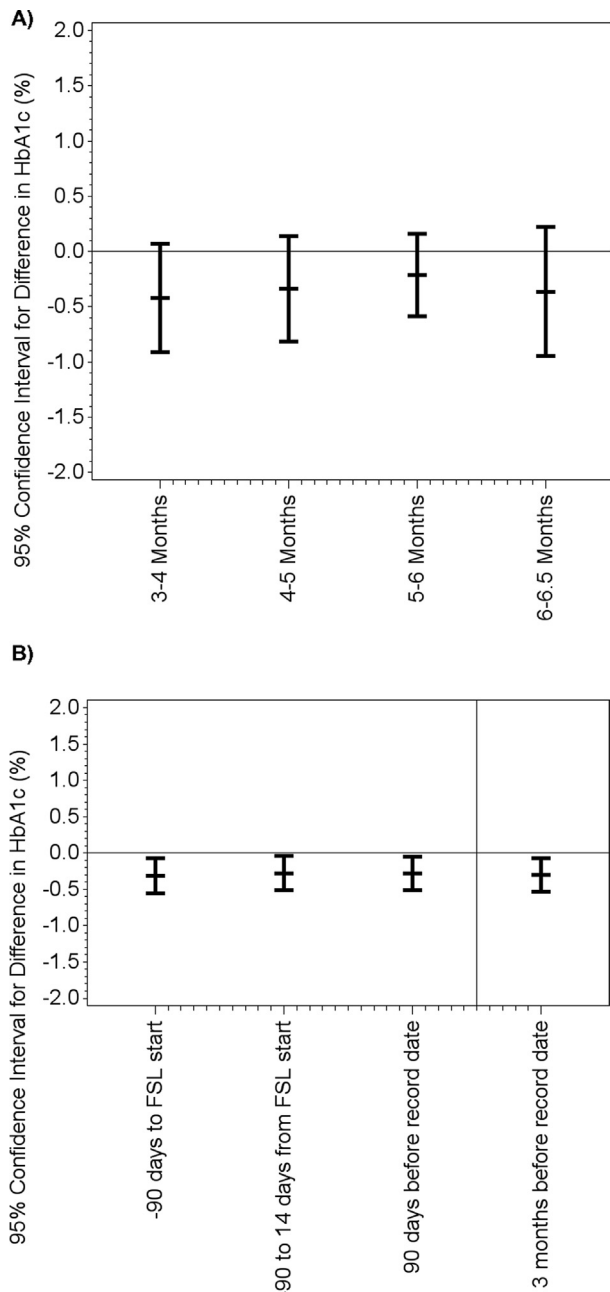 A)
95% Confidence Interval for Difference in HbA1c (%)
2.0
1.5
1.0
0.5
0.0
-0.5
-1.0
-1.5
-2.0
3-4 Months
4-5 Months
5-6 Months
6-6.5 Months
B)
95% Confidence Interval for Difference in HbA1c (%)
2.0
1.5
1.0
0.5
0.0
-0.5
-1.0
-1.5
-2.0
-90 days to FSL start
90 to 14 days from FSL start
90 days before record date
3 months before record date